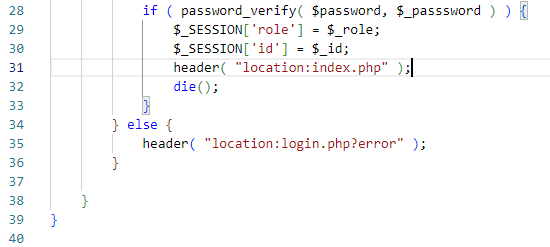 28 if ( password_verify( $password, $_passsword ) ) {
29 $_SESSION['role'] = $_role;
30 $_SESSION['id'] = $_id;
31 header( "location:index.php" );
32 die();
33 }
34 } else {
35 header( "location:login.php?error" );
36 }
37
38 }
39 }
40